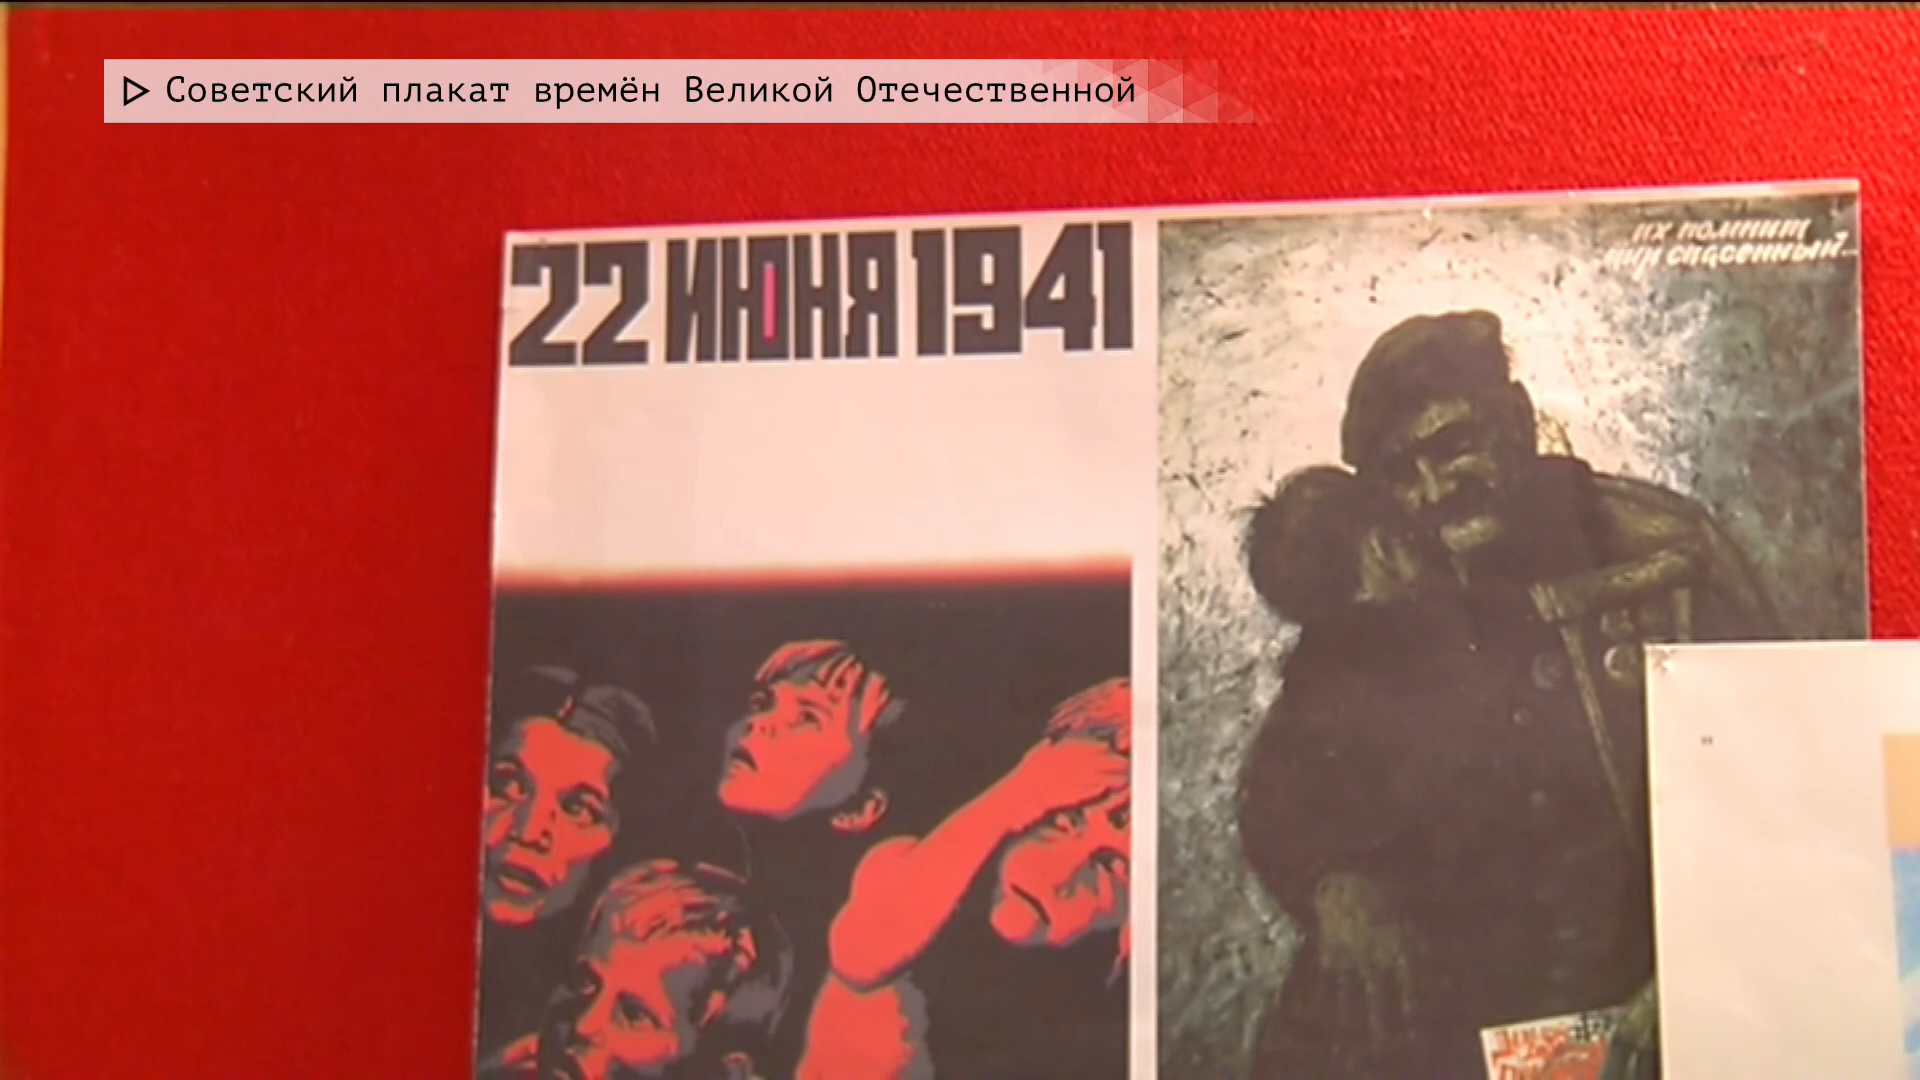 Советский плакат времён Великой Отечественной
22 ИЮНЯ 1941
их помнит
мир спасенный...